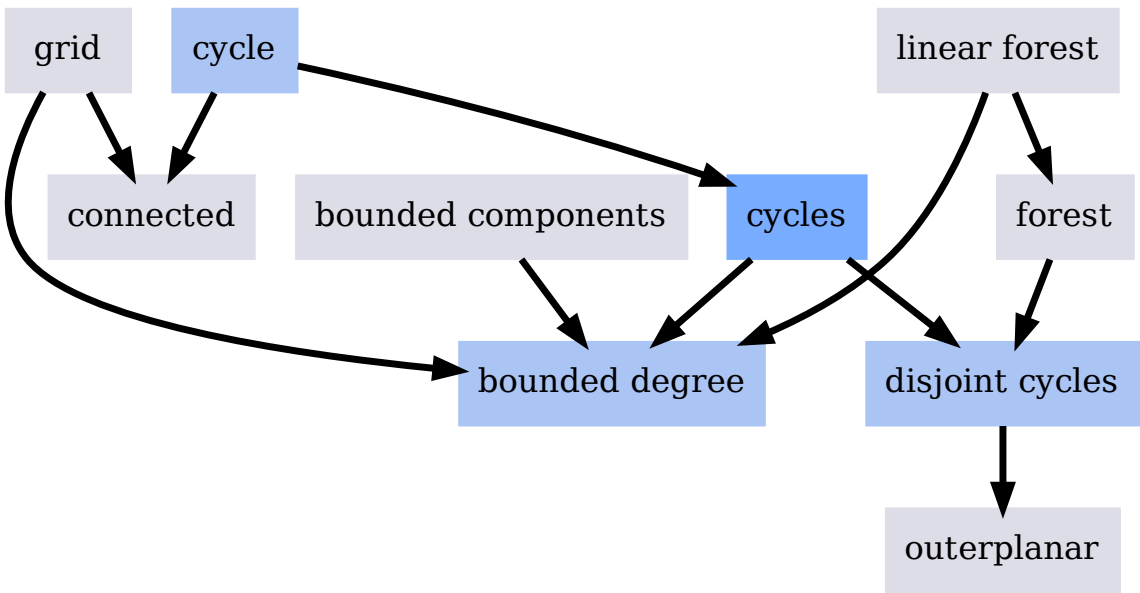 grid
cycle
linear forest
connected
bounded components
cycles
forest
bounded degree
disjoint cycles
outerplanar